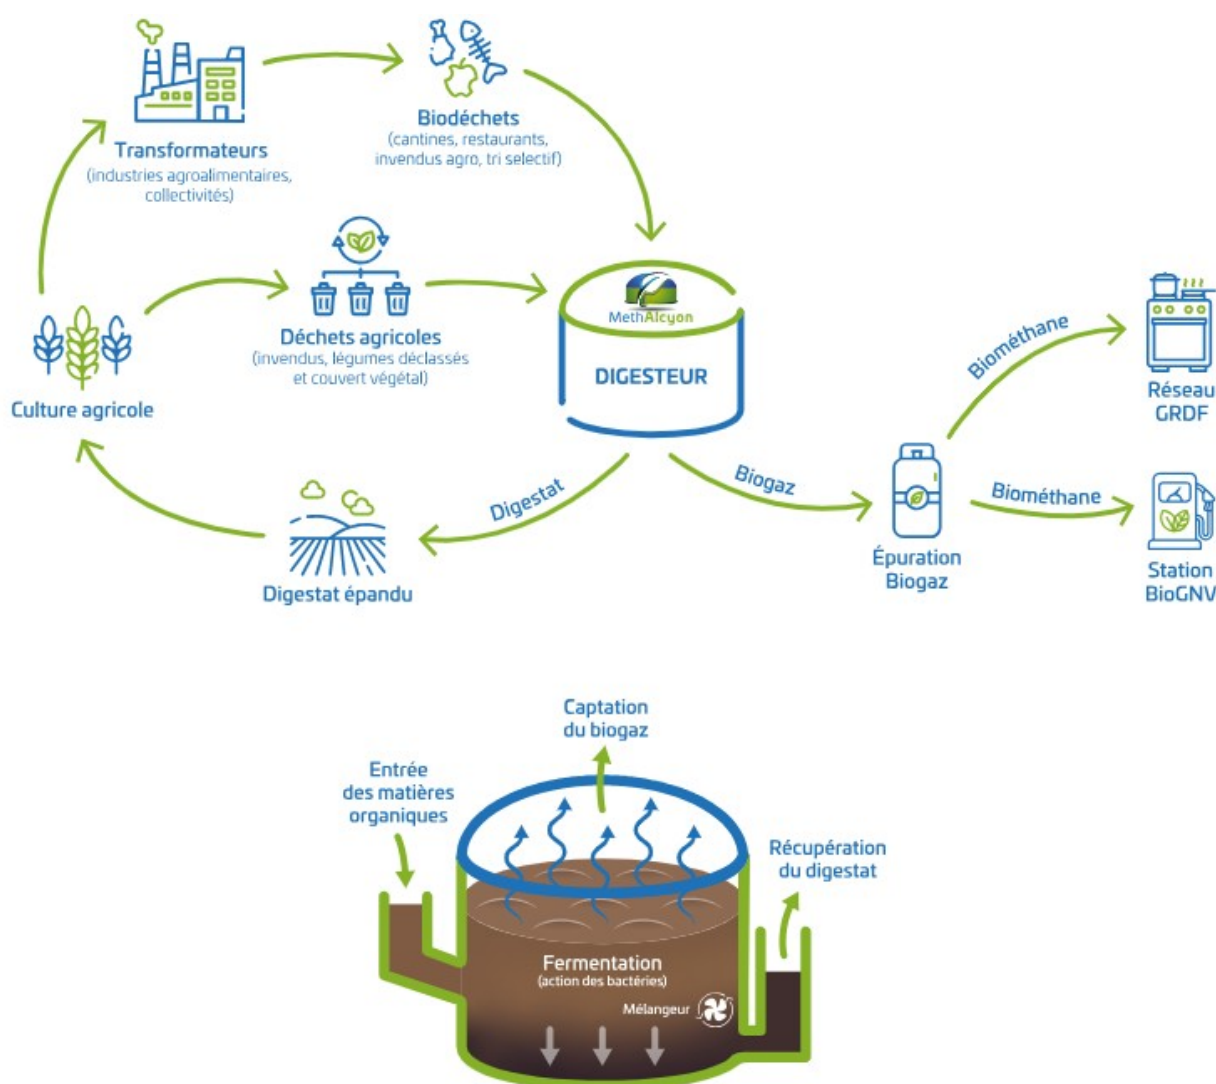 Transformateurs
(industries agroalimentaires,
collectivités)
Biodéchets
(cantines, restaurants,
invendus agro, tri selectif)
Déchets agricoles
(invendus, légumes déclassés
et couvert végétal)
Culture agricole
MethAlcyon
DIGESTEUR
Digestat
Digestat épandu
Biogaz
Épuration
Biogaz
Biométhane
Réseau
GRDF
Biométhane
Station
BioGNV
Captation
du biogaz
Entrée
des matières
organiques
Récupération
du digestat
Fermentation
(action des bactéries)
Mélangeur